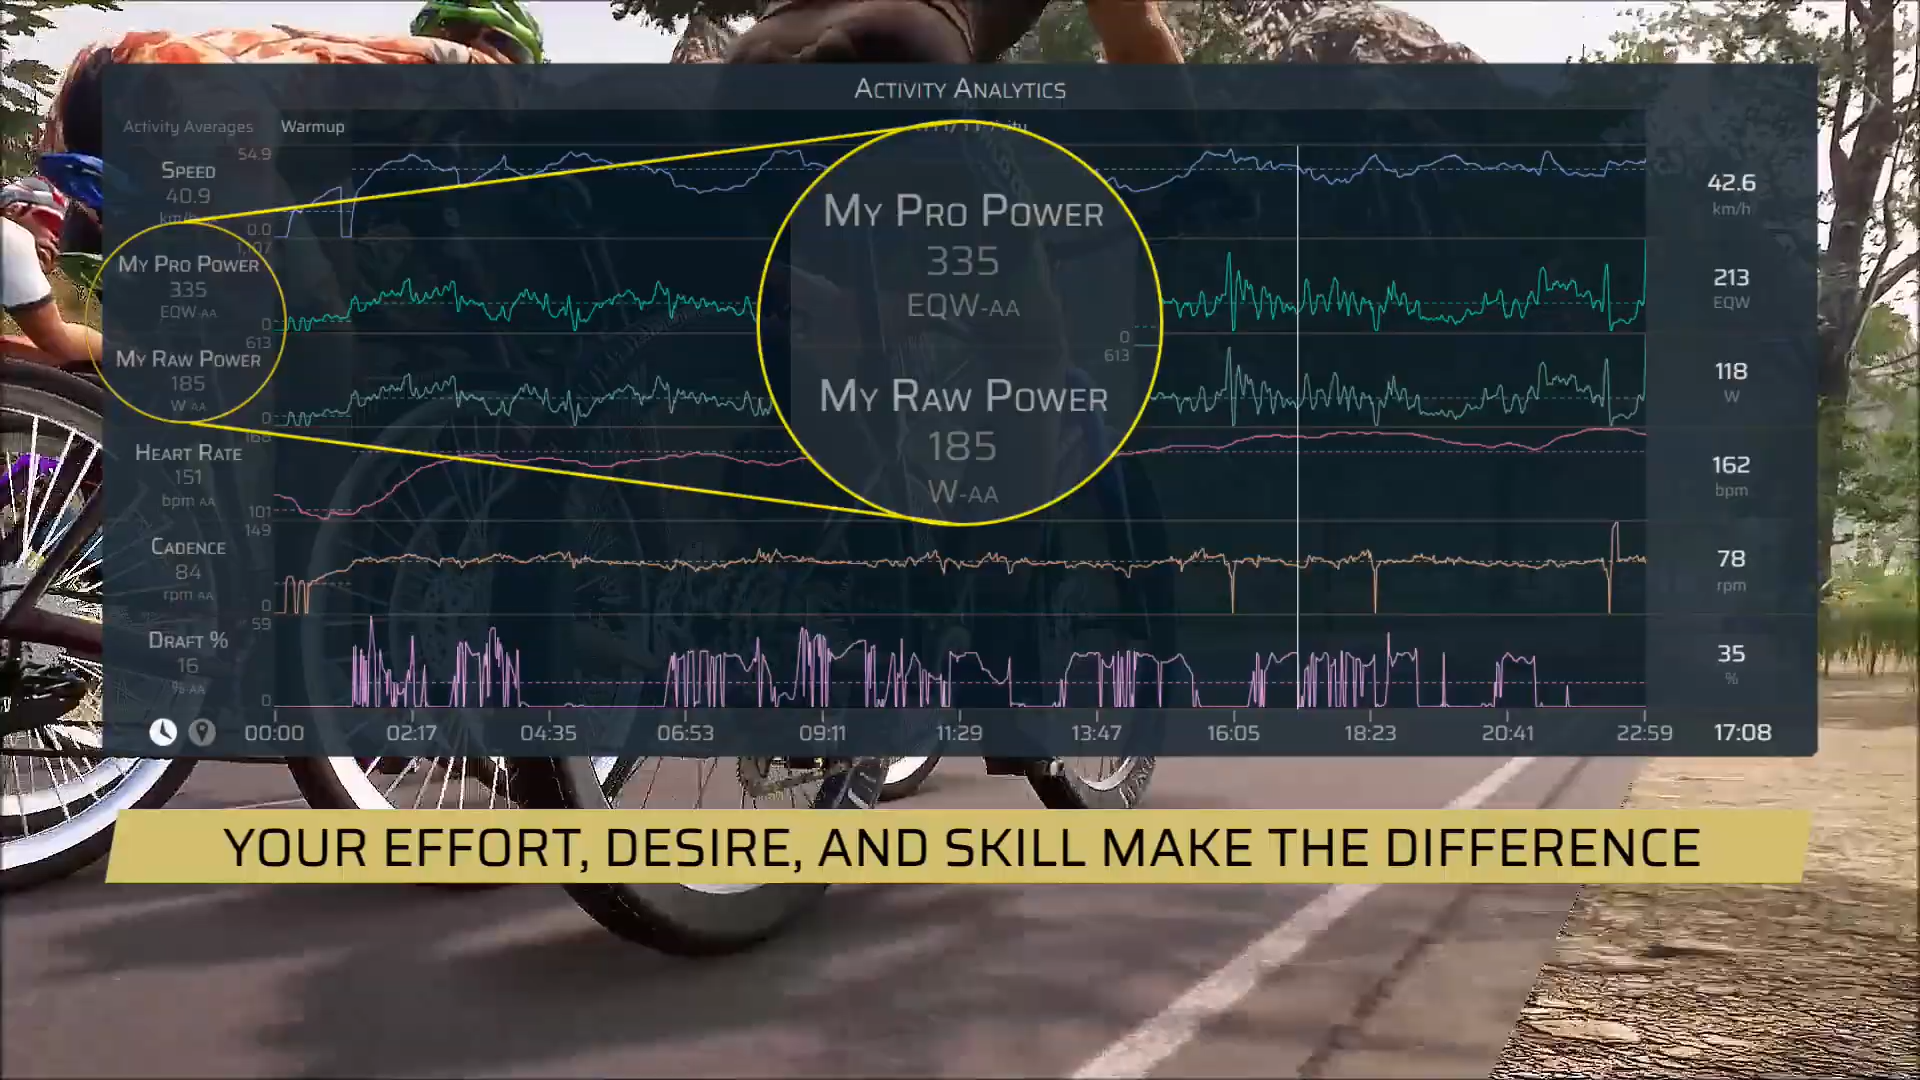 ACTIVITY ANALYTICS
Activity Averages
Warmup
SPEED
40.9
km/h
54.9
0.0
42.6
km/h
MY PRO POWER
335
EQW-AA
1,107
0
213
EQW
MY RAW POWER
185
W-AA
613
0
118
W
HEART RATE
151
bpm AA
168
101
162
bpm
CADENCE
84
rpm AA
149
0
78
rpm
DRAFT %
16
%-AA
59
0
35
%
MY PRO POWER
335
EQW-AA
0
613
MY RAW POWER
185
W-AA
00:00 02:17 04:35 06:53 09:11 11:29 13:47 16:05 18:23 20:41 22:59 17:08
YOUR EFFORT, DESIRE, AND SKILL MAKE THE DIFFERENCE